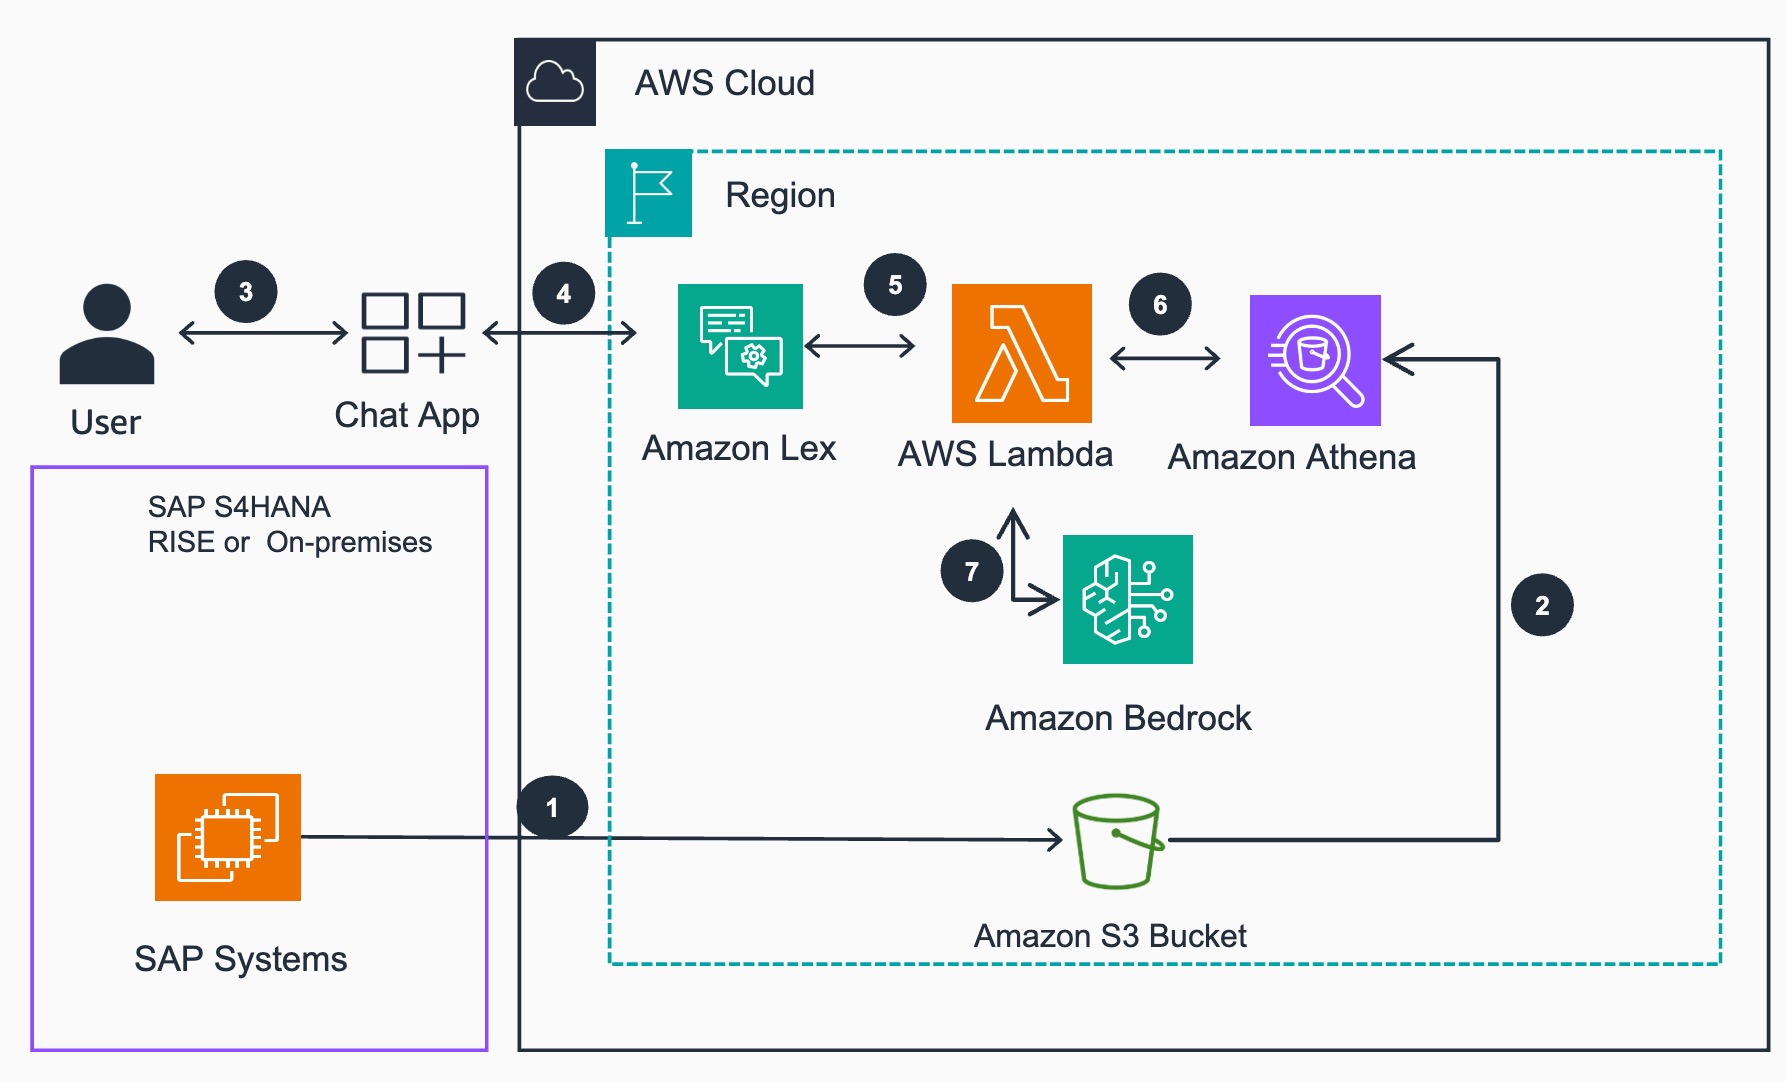 AWS Cloud
Region
3
4
5
6
User
Chat App
Amazon Lex
AWS Lambda
Amazon Athena
SAP S4HANA
RISE or On-premises
7
2
Amazon Bedrock
1
SAP Systems
Amazon S3 Bucket